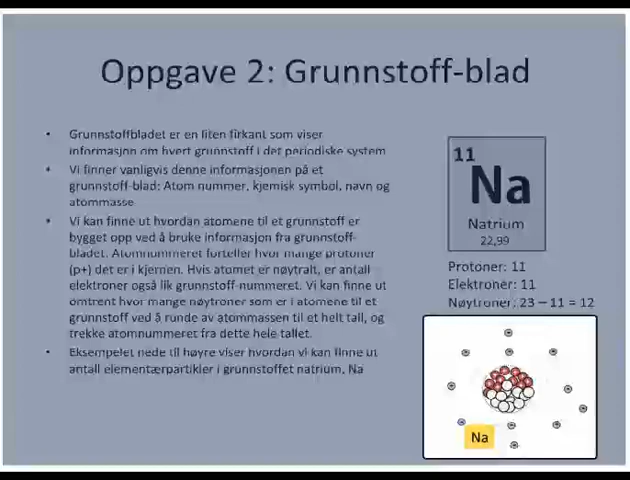 Oppgave 2: Grunnstoff-blad
• Grunnstoffbladet er en liten firkant som viser
informasjon om hvert grunnstoff i det periodiske system
• Vi finner vanligvis denne informasjonen på et
grunnstoff-blad: Atom nummer, kjemisk symbol, navn og
atommasse
• Vi kan finne ut hvordan atomene til et grunnstoff er
bygget opp ved å bruke informasjon fra grunnstoff-
bladet. Atomnummeret forteller hvor mange protoner
(p+) det er i kjernen. Hvis atomet er nøytralt, er antall
elektroner også lik grunnstoff-nummeret. Vi kan finne ut
omtrent hvor mange nøytroner som er i atomene til et
grunnstoff ved å runde av atommassen til et helt tall, og
trekke atomnummeret fra dette hele tallet.
• Eksempelet nede til høyre viser hvordan vi kan finne ut
antall elementærpartikler i grunnstoffet natrium, Na
11
Na
Natrium
22,99
Protoner: 11
Elektroner: 11
Nøytroner: 23 – 11 = 12
Na